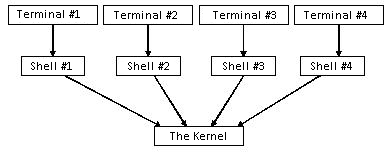 Terminal #1 Terminal #2 Terminal #3 Terminal #4
Shell #1 Shell #2 Shell #3 Shell #4
The Kernel